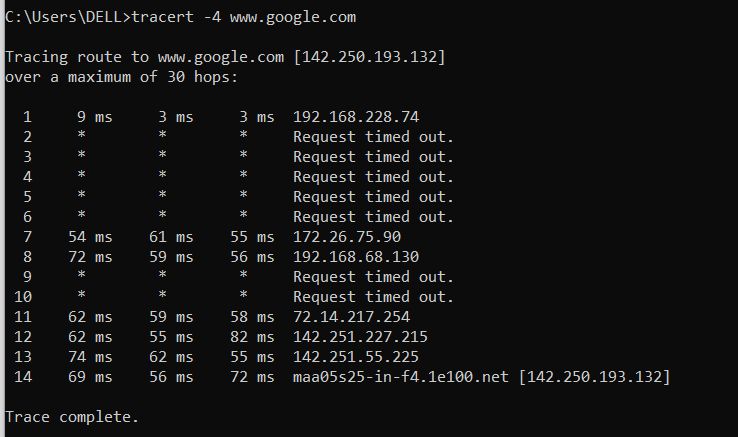 C:\Users\DELL>tracert -4 www.google.com
Tracing route to www.google.com [142.250.193.132]
over a maximum of 30 hops:
1 9 ms 3 ms 3 ms 192.168.228.74
2 * * * Request timed out.
3 * * * Request timed out.
4 * * * Request timed out.
5 * * * Request timed out.
6 * * * Request timed out.
7 54 ms 61 ms 55 ms 172.26.75.90
8 72 ms 59 ms 56 ms 192.168.68.130
9 * * * Request timed out.
10 * * * Request timed out.
11 62 ms 59 ms 58 ms 72.14.217.254
12 62 ms 55 ms 82 ms 142.251.227.215
13 74 ms 62 ms 55 ms 142.251.55.225
14 69 ms 56 ms 72 ms maa05s25-in-f4.1e100.net [142.250.193.132]
Trace complete.